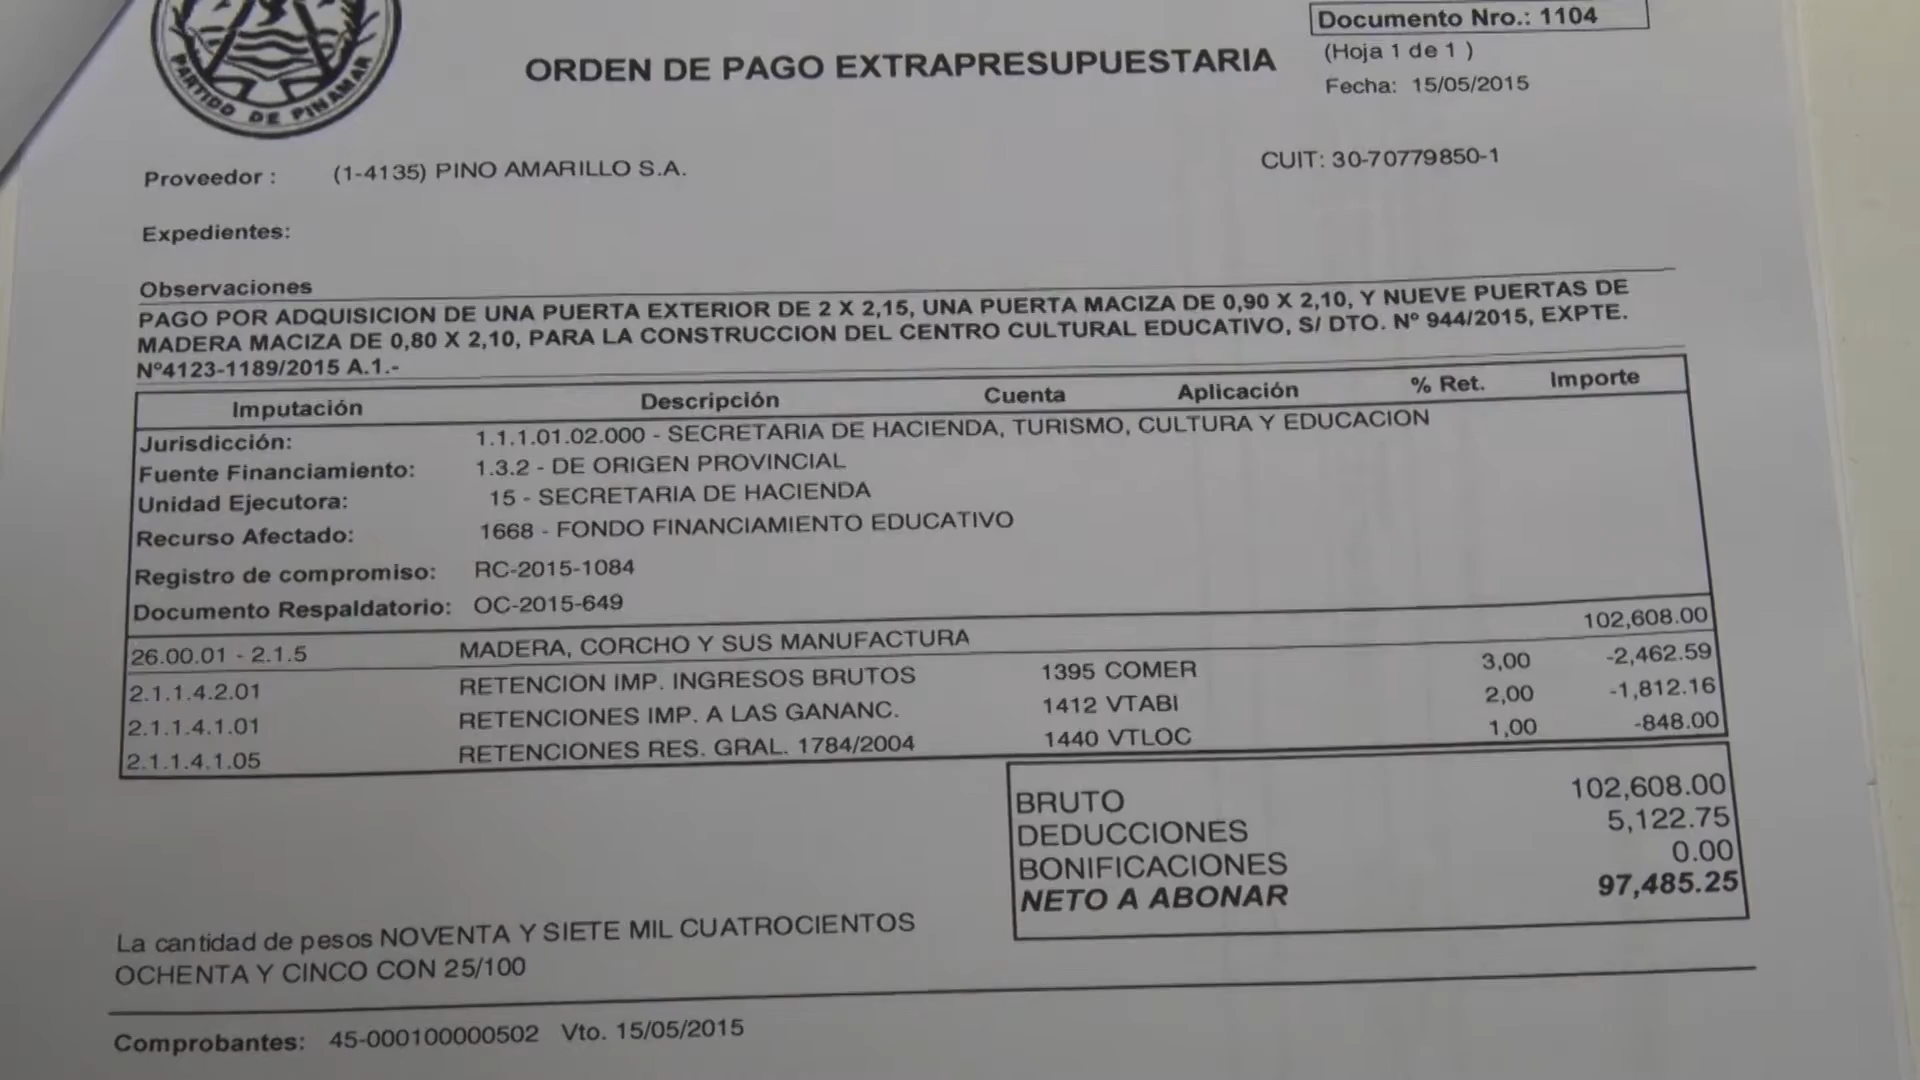 PARTIDO DE PINAMAR
Documento Nro.: 1104
ORDEN DE PAGO EXTRAPRESUPUESTARIA
(Hoja 1 de 1 )
Fecha: 15/05/2015
Proveedor : (1-4135) PINO AMARILLO S.A. CUIT: 30-70779850-1
Expedientes:
Observaciones
PAGO POR ADQUISICION DE UNA PUERTA EXTERIOR DE 2 X 2,15, UNA PUERTA MACIZA DE 0,90 X 2,10, Y NUEVE PUERTAS DE
MADERA MACIZA DE 0,80 X 2,10, PARA LA CONSTRUCCION DEL CENTRO CULTURAL EDUCATIVO, S/ DTO. Nº 944/2015, EXPTE.
Nº4123-1189/2015 A.1.-
Imputación Descripción Cuenta Aplicación % Ret. Importe
Jurisdicción: 1.1.1.01.02.000 - SECRETARIA DE HACIENDA, TURISMO, CULTURA Y EDUCACION
Fuente Financiamiento: 1.3.2 - DE ORIGEN PROVINCIAL
Unidad Ejecutora: 15 - SECRETARIA DE HACIENDA
Recurso Afectado: 1668 - FONDO FINANCIAMIENTO EDUCATIVO
Registro de compromiso: RC-2015-1084
Documento Respaldatorio: OC-2015-649
26.00.01 - 2.1.5 MADERA, CORCHO Y SUS MANUFACTURA 102,608.00
2.1.1.4.2.01 RETENCION IMP. INGRESOS BRUTOS 1395 COMER 3,00 -2,462.59
2.1.1.4.1.01 RETENCIONES IMP. A LAS GANANC. 1412 VTABI 2,00 -1,812.16
2.1.1.4.1.05 RETENCIONES RES. GRAL. 1784/2004 1440 VTLOC 1,00 -848.00
BRUTO 102,608.00
DEDUCCIONES 5,122.75
BONIFICACIONES 0.00
NETO A ABONAR 97,485.25
La cantidad de pesos NOVENTA Y SIETE MIL CUATROCIENTOS
OCHENTA Y CINCO CON 25/100
Comprobantes: 45-000100000502 Vto. 15/05/2015